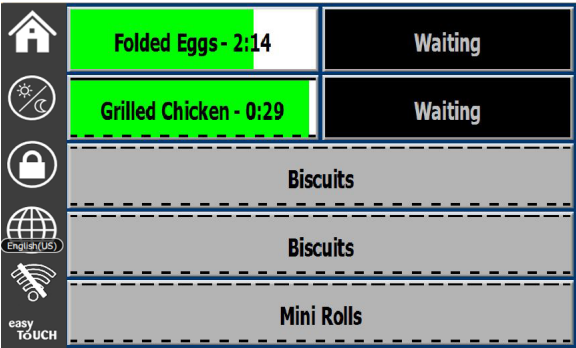 Folded Eggs - 2:14
Waiting
Grilled Chicken - 0:29
Waiting
Biscuits
English(US)
Biscuits
Mini Rolls
easy
TOUCH